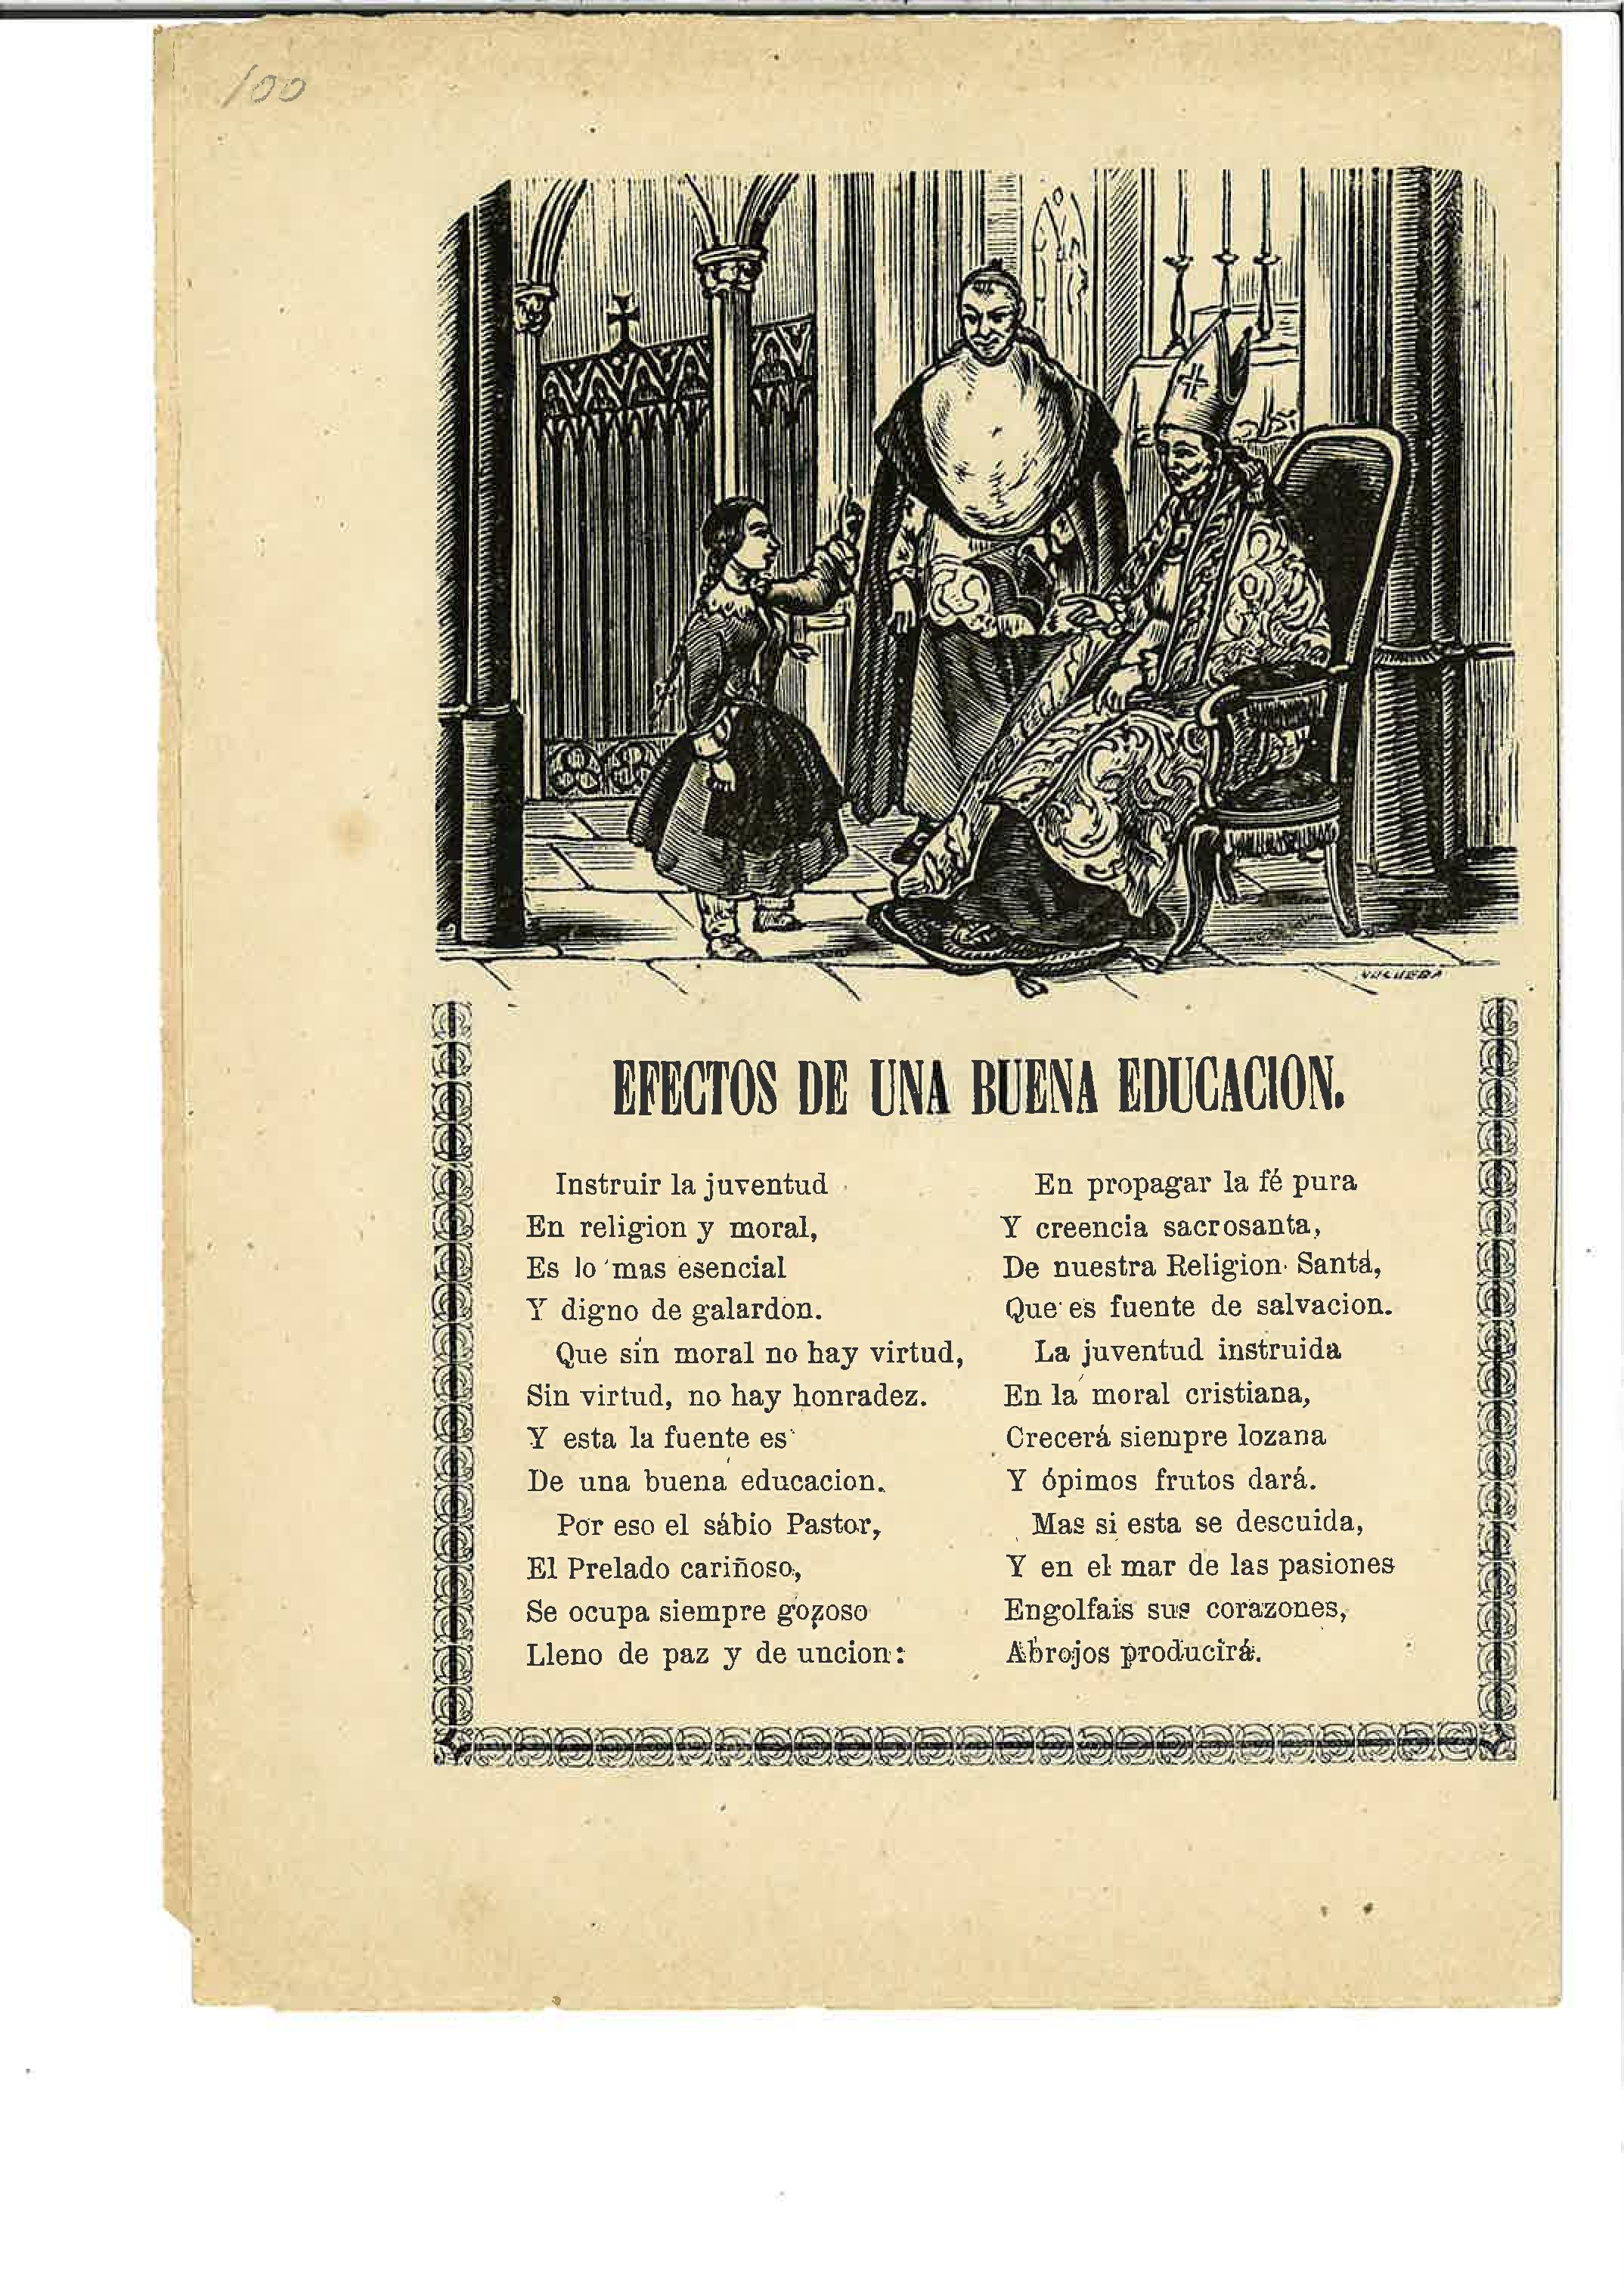 100
EFECTOS DE UNA BUENA EDUCACION.
Instruir la juventud
En religion y moral,
Es lo mas esencial
Y digno de galardon.
Que sin moral no hay virtud,
Sin virtud, no hay honradez.
Y esta la fuente es
De una buena educacion.
Por eso el sábio Pastor,
El Prelado cariñoso,
Se ocupa siempre gozoso
Lleno de paz y de uncion:
En propagar la fé pura
Y creencia sacrosanta,
De nuestra Religion Santa,
Que es fuente de salvacion.
La juventud instruida
En la moral cristiana,
Crecerá siempre lozana
Y ópimos frutos dará.
Mas si esta se descuida,
Y en el mar de las pasiones
Engolfais sus corazones,
Abrojos producirá.